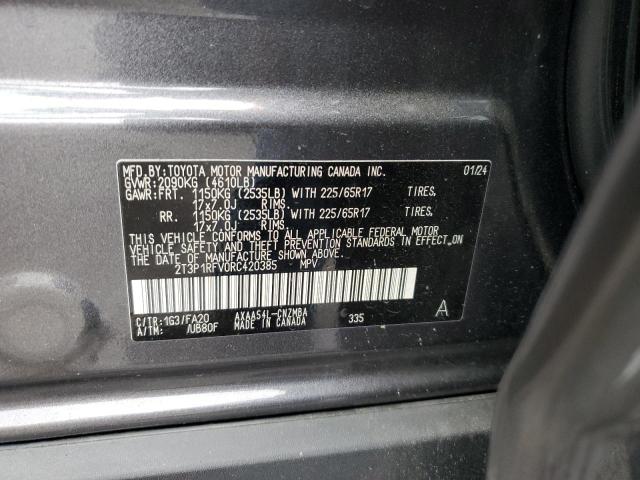 MFD.BY:TOYOTA MOTOR MANUFACTURING CANADA INC. 01/24
GVWR:2090KG (4610LB)
GAWR:FRT. 1150KG (2535LB) WITH 225/65R17 TIRES,
17x7.0J RIMS.
RR. 1150KG (2535LB) WITH 225/65R17 TIRES,
17x7.0J RIMS.
THIS VEHICLE CONFORMS TO ALL APPLICABLE FEDERAL MOTOR
VEHICLE SAFETY AND THEFT PREVENTION STANDARDS IN EFFECT
ON THE DATE OF MANUFACTURE SHOWN ABOVE.
2T3P1RFV0RC420385 MPV
C/TR:1G3/FA20 AXAA54L-CNZMBA 335 A
A/TM: /UB80F MADE IN CANADA